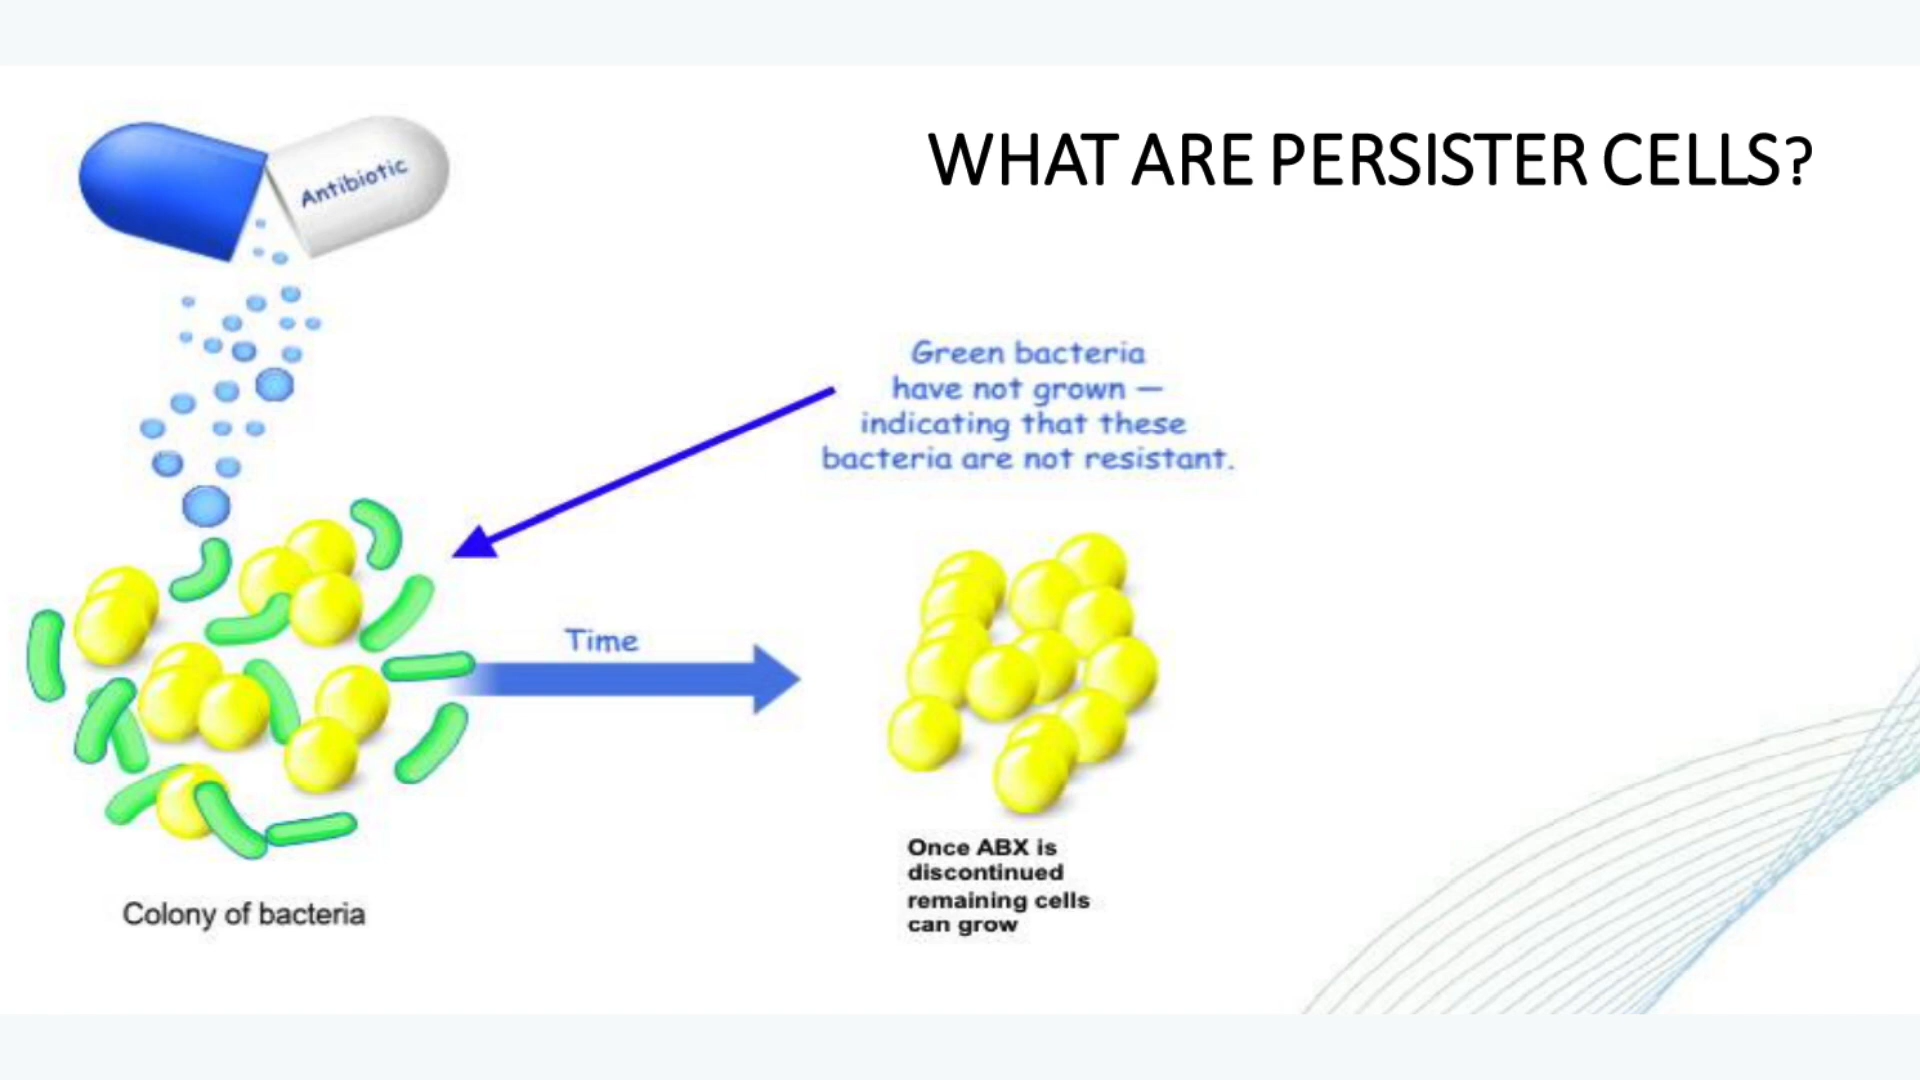 WHAT ARE PERSISTER CELLS?
Antibiotic
Green bacteria
have not grown —
indicating that these
bacteria are not resistant.
Time
Once ABX is
discontinued
remaining cells
can grow
Colony of bacteria